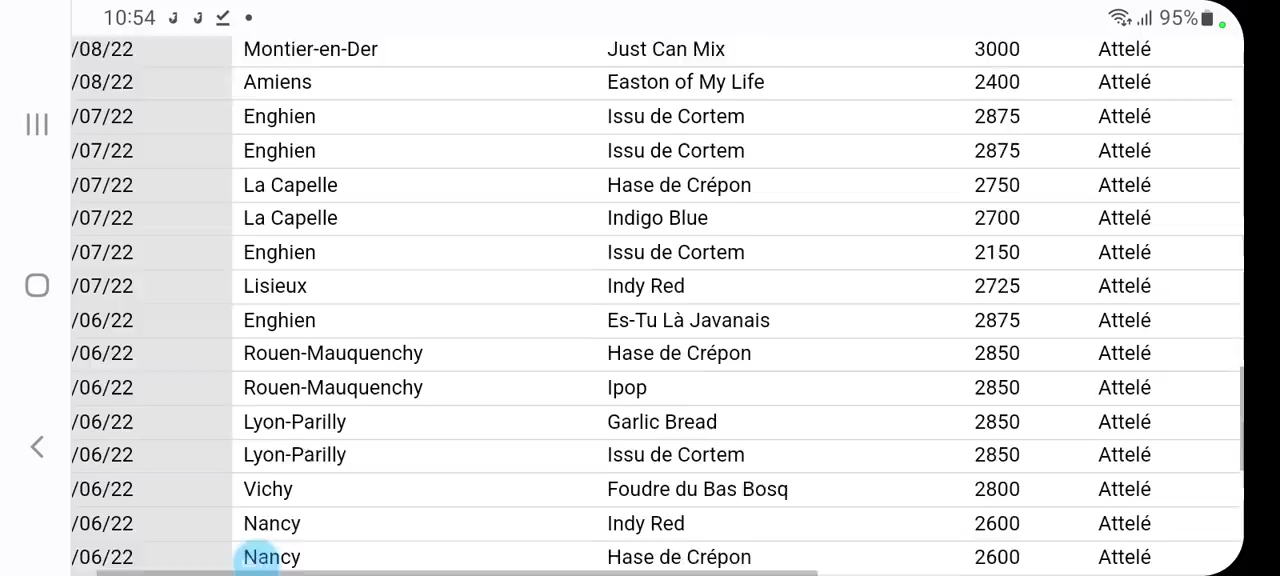 10:54 95%
/08/22 Montier-en-Der Just Can Mix 3000 Attelé
/08/22 Amiens Easton of My Life 2400 Attelé
/07/22 Enghien Issu de Cortem 2875 Attelé
/07/22 Enghien Issu de Cortem 2875 Attelé
/07/22 La Capelle Hase de Crépon 2750 Attelé
/07/22 La Capelle Indigo Blue 2700 Attelé
/07/22 Enghien Issu de Cortem 2150 Attelé
/07/22 Lisieux Indy Red 2725 Attelé
/06/22 Enghien Es-Tu Là Javanais 2875 Attelé
/06/22 Rouen-Mauquenchy Hase de Crépon 2850 Attelé
/06/22 Rouen-Mauquenchy Ipop 2850 Attelé
/06/22 Lyon-Parilly Garlic Bread 2850 Attelé
/06/22 Lyon-Parilly Issu de Cortem 2850 Attelé
/06/22 Vichy Foudre du Bas Bosq 2800 Attelé
/06/22 Nancy Indy Red 2600 Attelé
/06/22 Nancy Hase de Crépon 2600 Attelé